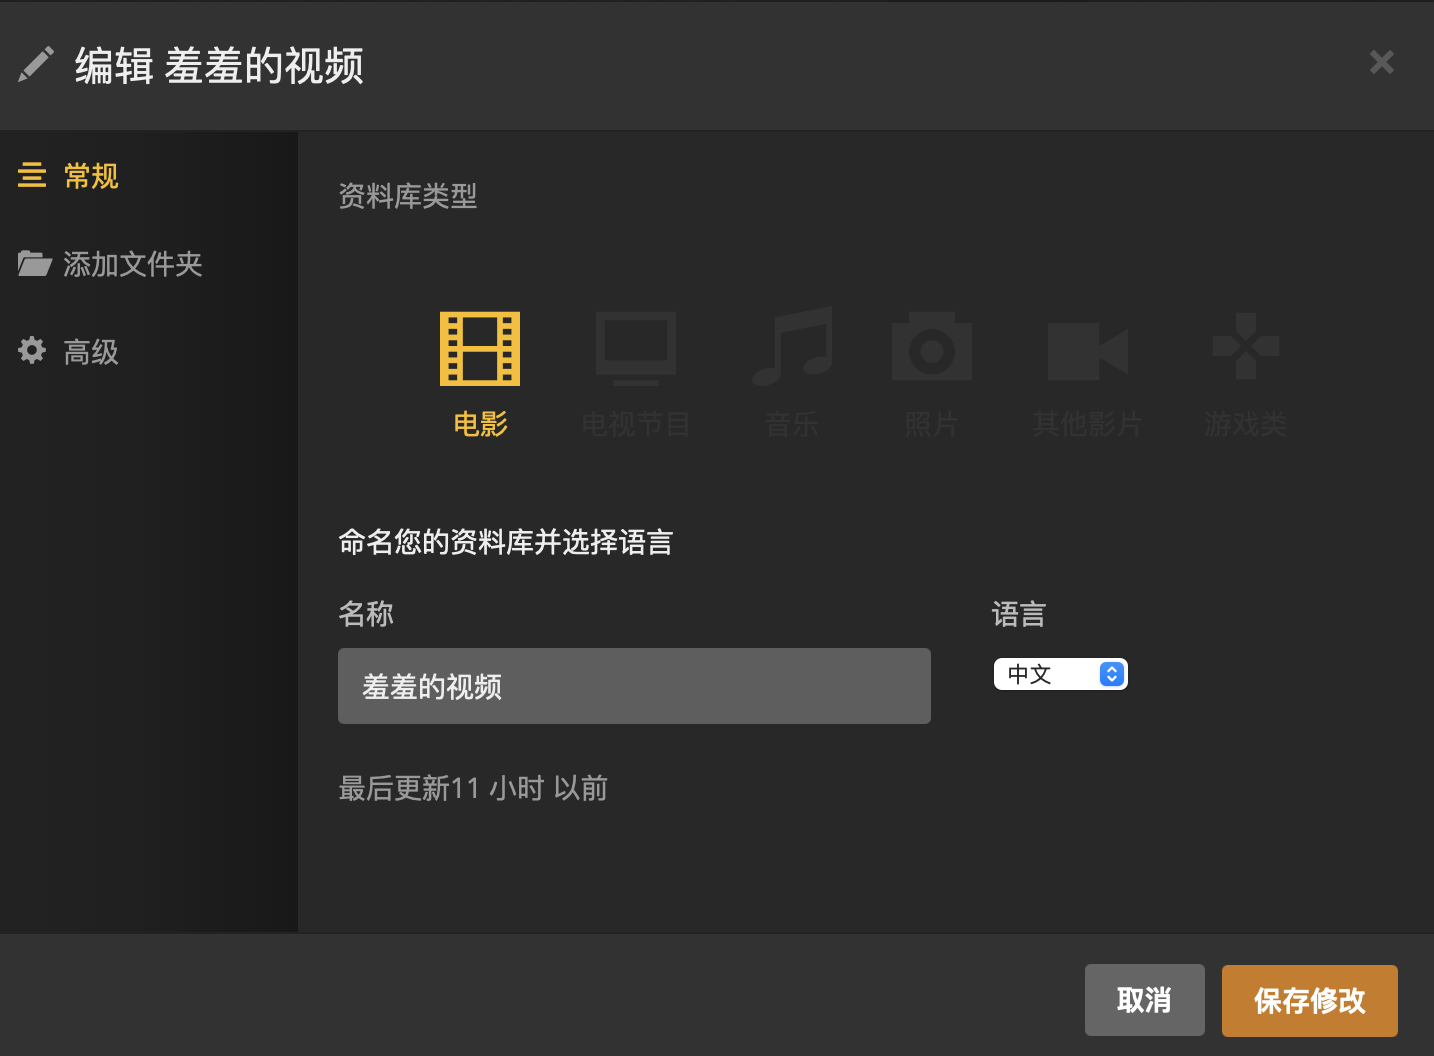 编辑 羞羞的视频
常规
添加文件夹
高级
资料库类型
电影
电视节目
音乐
照片
其他影片
游戏类
命名您的资料库并选择语言
名称
语言
羞羞的视频
中文
最后更新11 小时 以前
取消
保存修改